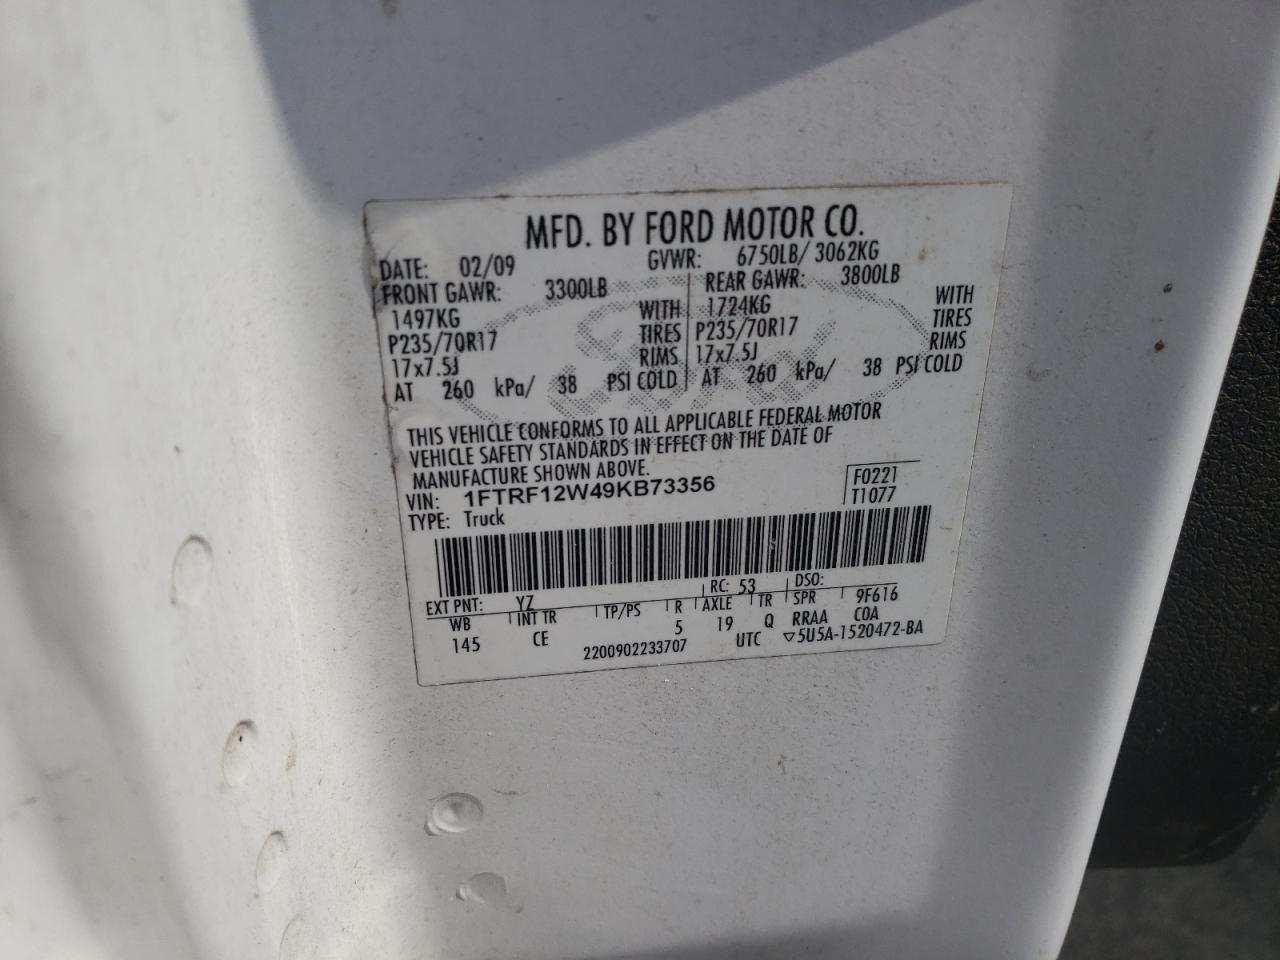 MFD. BY FORD MOTOR CO.
DATE: 02/09 GVWR: 6750LB/ 3062KG
FRONT GAWR: 3300LB REAR GAWR: 3800LB
1497KG WITH 1724KG WITH
P235/70R17 TIRES P235/70R17 TIRES
17x7.5J RIMS 17x7.5J RIMS
AT 260 kPa/ 38 PSI COLD AT 260 kPa/ 38 PSI COLD
THIS VEHICLE CONFORMS TO ALL APPLICABLE FEDERAL MOTOR
VEHICLE SAFETY STANDARDS IN EFFECT ON THE DATE OF
MANUFACTURE SHOWN ABOVE.
VIN: 1FTRF12W49KB73356 F0221
TYPE: Truck T1077
EXT PNT: YZ RC: 53 DSO:
WB INT TR TP/PS R AXLE TR SPR 9F616
145 CE 5 19 Q RRAA C0A
2200902233707 UTC ▽5U5A-1520472-BA